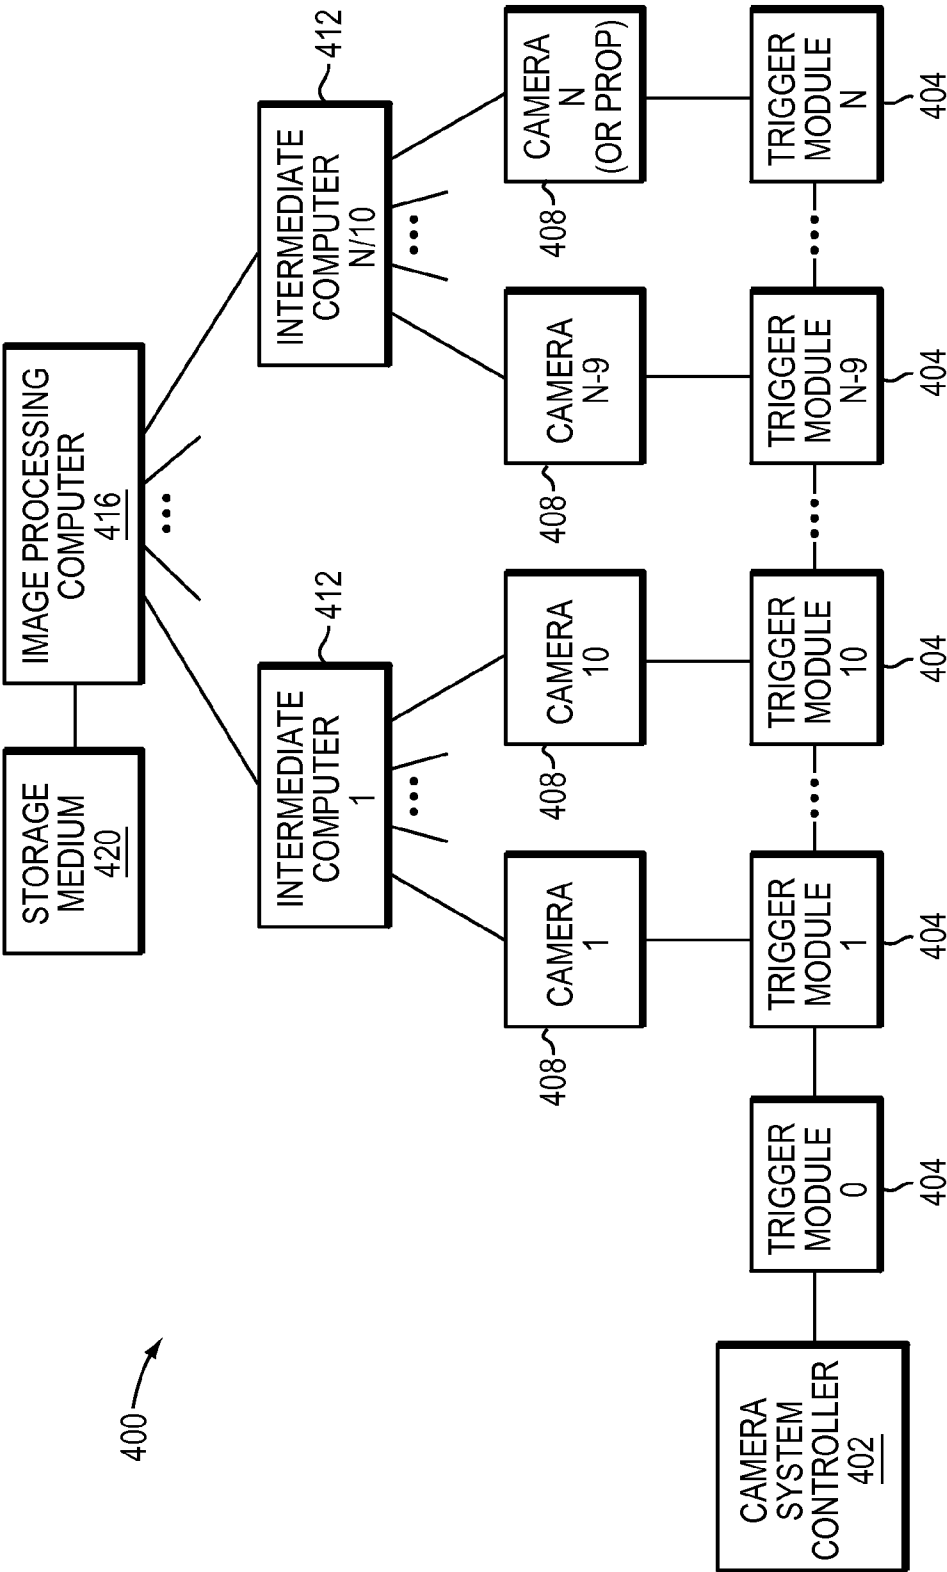 400
STORAGE
MEDIUM
420
IMAGE PROCESSING
COMPUTER
416
INTERMEDIATE
COMPUTER
1
412
INTERMEDIATE
COMPUTER
N/10
412
408
CAMERA
1
408
CAMERA
10
408
CAMERA
N-9
408
CAMERA
N
(OR PROP)
CAMERA
SYSTEM
CONTROLLER
402
TRIGGER
MODULE
0
404
TRIGGER
MODULE
1
404
TRIGGER
MODULE
10
404
TRIGGER
MODULE
N-9
404
TRIGGER
MODULE
N
404